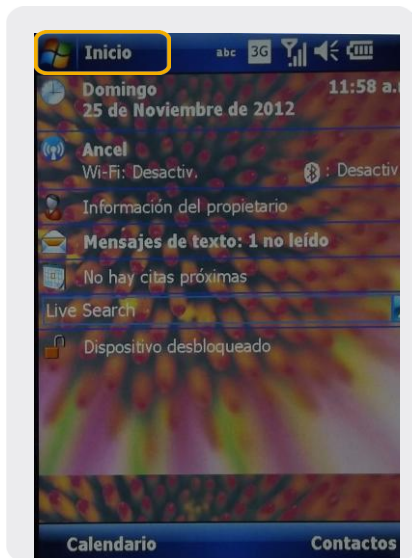 Inicio
abc 3G
Domingo 11:58 a.
25 de Noviembre de 2012
Ancel
Wi-Fi: Desactiv. : Desactiv
Información del propietario
Mensajes de texto: 1 no leído
No hay citas próximas
Live Search
Dispositivo desbloqueado
Calendario Contactos